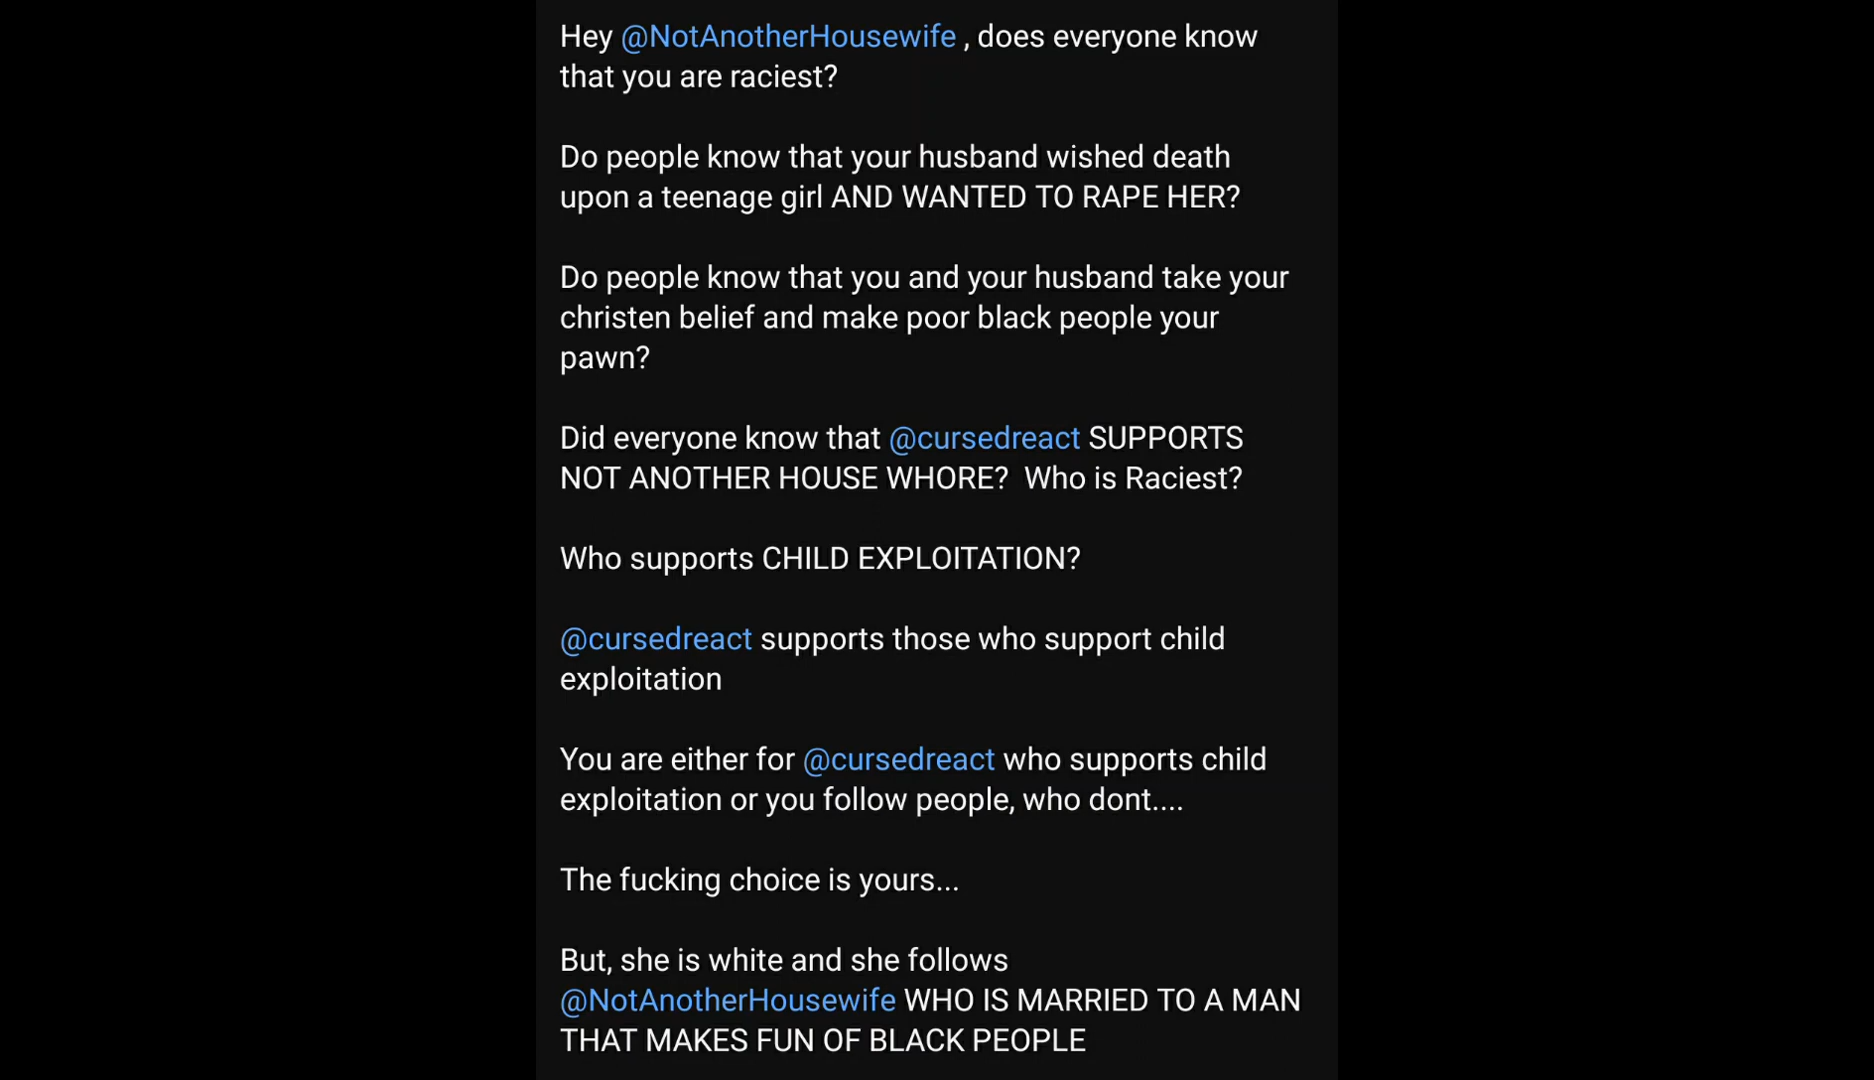 Hey @NotAnotherHousewife , does everyone know
that you are raciest?
Do people know that your husband wished death
upon a teenage girl AND WANTED TO RAPE HER?
Do people know that you and your husband take your
christen belief and make poor black people your
pawn?
Did everyone know that @cursedreact SUPPORTS
NOT ANOTHER HOUSE WHORE?  Who is Raciest?
Who supports CHILD EXPLOITATION?
@cursedreact supports those who support child
exploitation
You are either for @cursedreact who supports child
exploitation or you follow people, who dont....
The fucking choice is yours...
But, she is white and she follows
@NotAnotherHousewife WHO IS MARRIED TO A MAN
THAT MAKES FUN OF BLACK PEOPLE